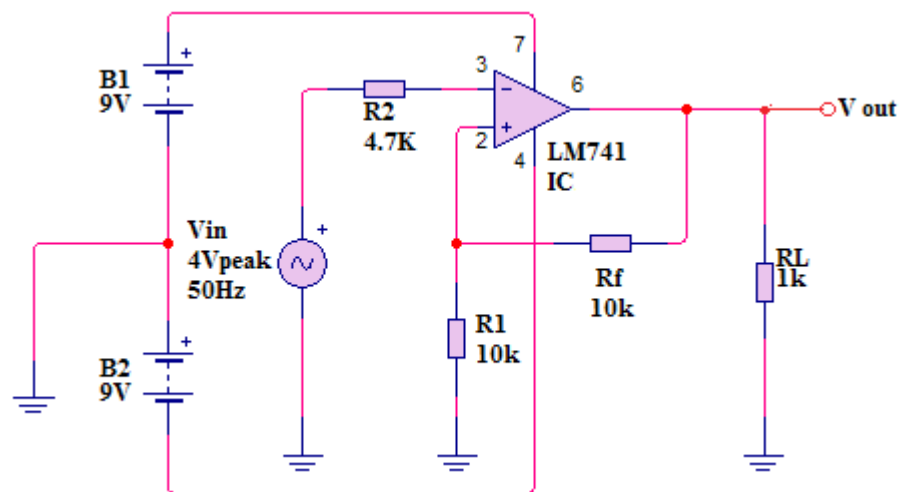 B1
9V
+
R2
4.7K
3
2
7
4
6
−
+
LM741
IC
V out
Vin
4Vpeak
50Hz
+
Rf
10k
R1
10k
RL
1k
B2
9V
+